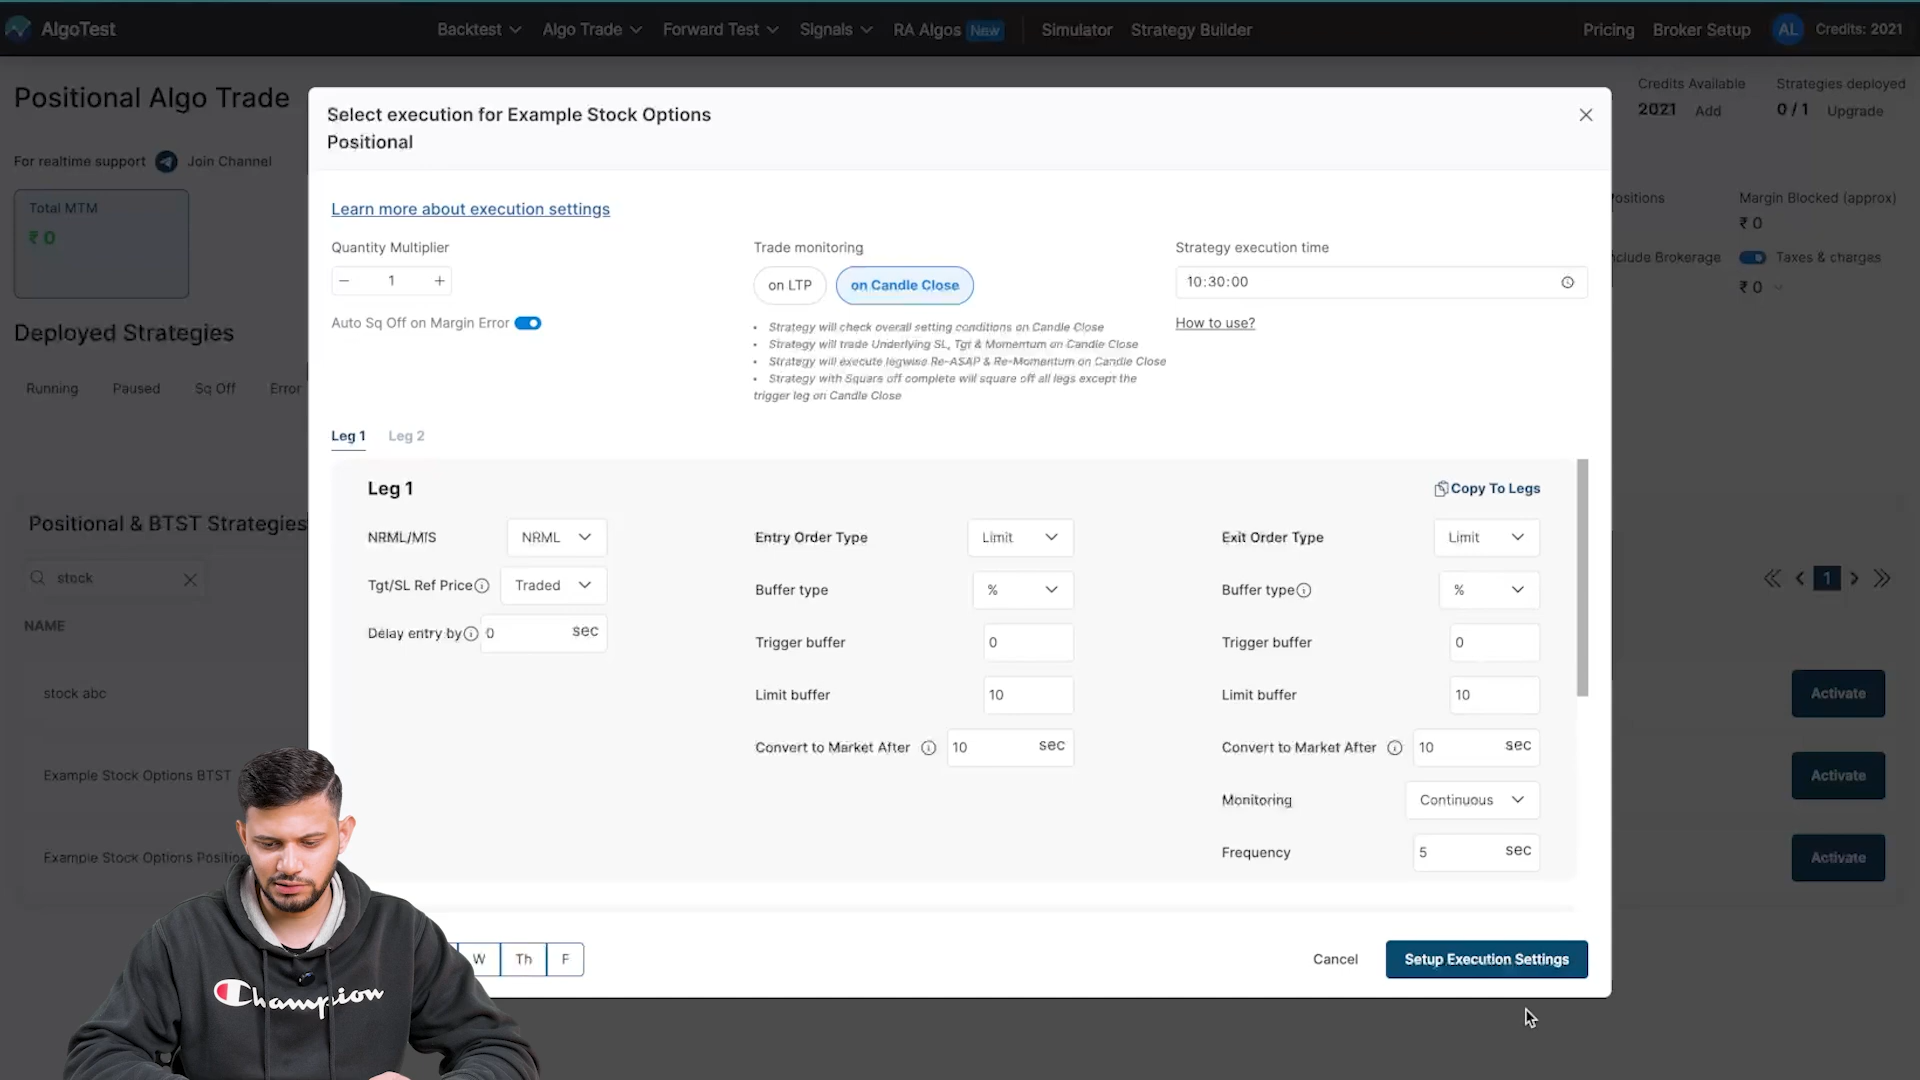 AlgoTest
Backtest
Algo Trade
Forward Test
Signals
RA Algos New
Simulator
Strategy Builder
Pricing
Broker Setup
AL
Credits: 2021
Positional Algo Trade
Credits Available
2021 Add
Strategies deployed
0 / 1 Upgrade
For realtime support Join Channel
Total MTM
₹ 0
Margin Blocked (approx)
₹ 0
Taxes & charges
₹ 0
Deployed Strategies
Running Paused Sq Off Error
Positional & BTST Strategies
stock
1
NAME
stock abc
Activate
Example Stock Options BTST
Activate
Example Stock Options
Activate
Select execution for Example Stock Options
Positional
Learn more about execution settings
Quantity Multiplier
− 1 +
Auto Sq Off on Margin Error
Trade monitoring
on LTP
on Candle Close
• Strategy will check overall setting conditions on Candle Close
• Strategy will trade Underlying SL, Tgt & Momentum on Candle Close
• Strategy will execute legwise Re-ASAP & Re-Momentum on Candle Close
• Strategy with Square off complete will square off all legs except the
trigger leg on Candle Close
Strategy execution time
10:30:00
How to use?
Leg 1 Leg 2
Leg 1
Copy To Legs
NRML/MIS NRML
Tgt/SL Ref Price Traded
Delay entry by 0 sec
Entry Order Type Limit
Buffer type %
Trigger buffer 0
Limit buffer 10
Convert to Market After 10 sec
Exit Order Type Limit
Buffer type %
Trigger buffer 0
Limit buffer 10
Convert to Market After 10 sec
Monitoring Continuous
Frequency 5 sec
W Th F
Cancel
Setup Execution Settings
Champion